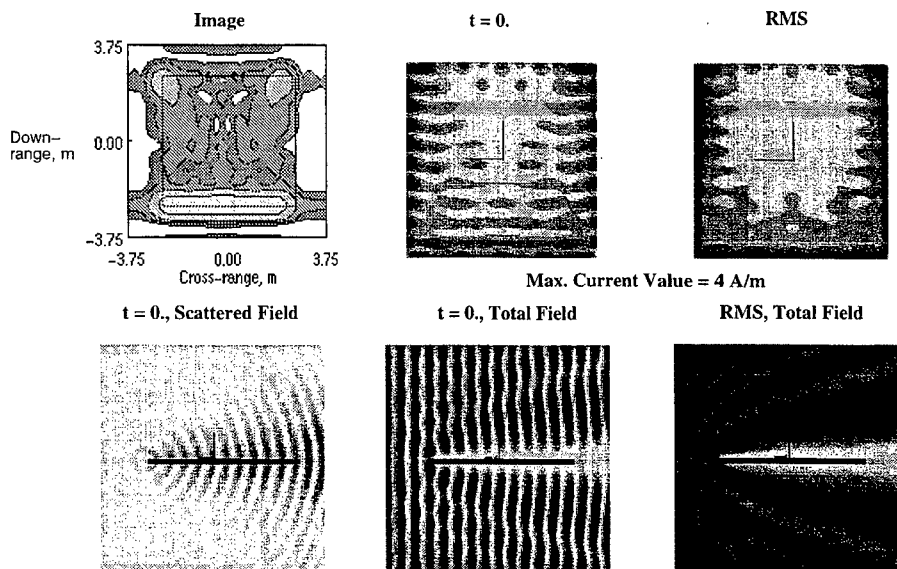 Image
t = 0.
RMS
3.75
Down–
range, m
0.00
–3.75
–3.75
0.00
3.75
Cross-range, m
Max. Current Value = 4 A/m
t = 0., Scattered Field
t = 0., Total Field
RMS, Total Field